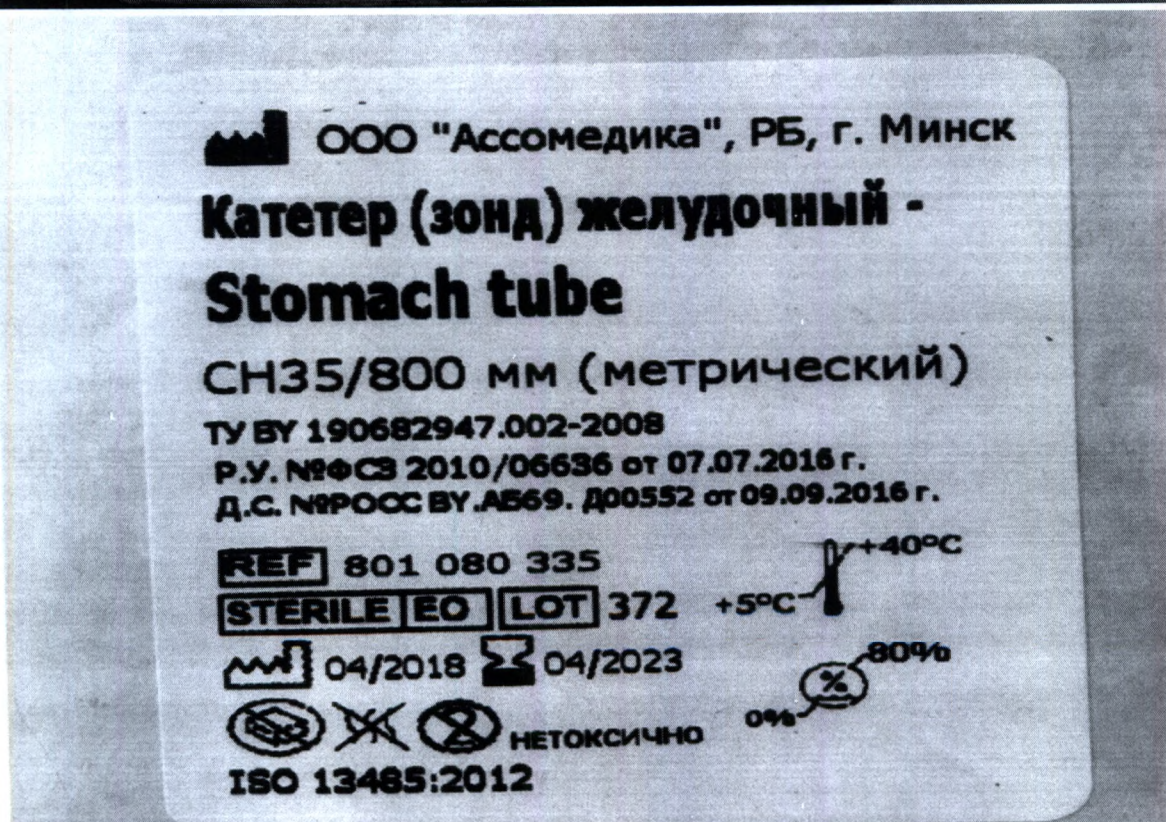 ООО "Ассомедика", РБ, г. Минск
Катетер (зонд) желудочный -
Stomach tube
CH35/800 мм (метрический)
ТУ BY 190682947.002-2008
Р.У. №ФСЗ 2010/06636 от 07.07.2016 г.
Д.С. №РОСС BY.АБ69. Д00552 от 09.09.2016 г.
REF 801 080 335
+40°C
STERILE EO LOT 372 +5°C
04/2018 04/2023
80%
%
0%
2 НЕТОКСИЧНО
ISO 13485:2012